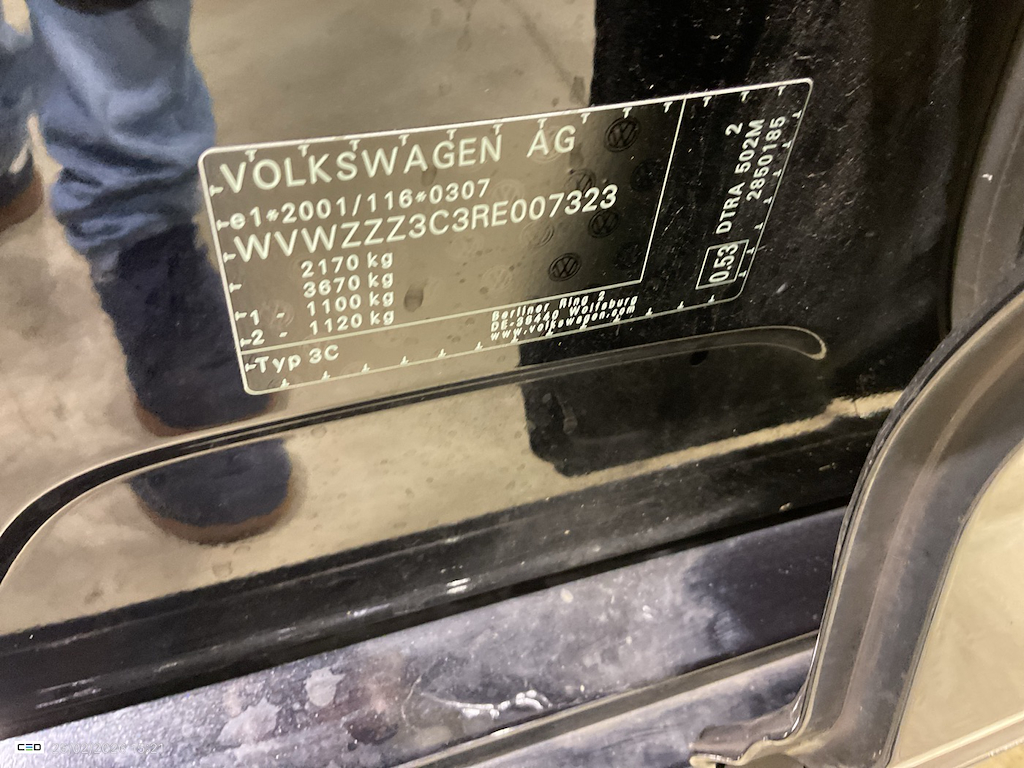 VOLKSWAGEN AG
e1*2001/116*0307
WVWZZZ3C3RE007323
2170 kg
3670 kg
1 - 1100 kg
2 - 1120 kg
Typ 3C
Berliner Ring 2
DE-38440 Wolfsburg
www.volkswagen.com
0.53
DTRA 502M 2
2850185